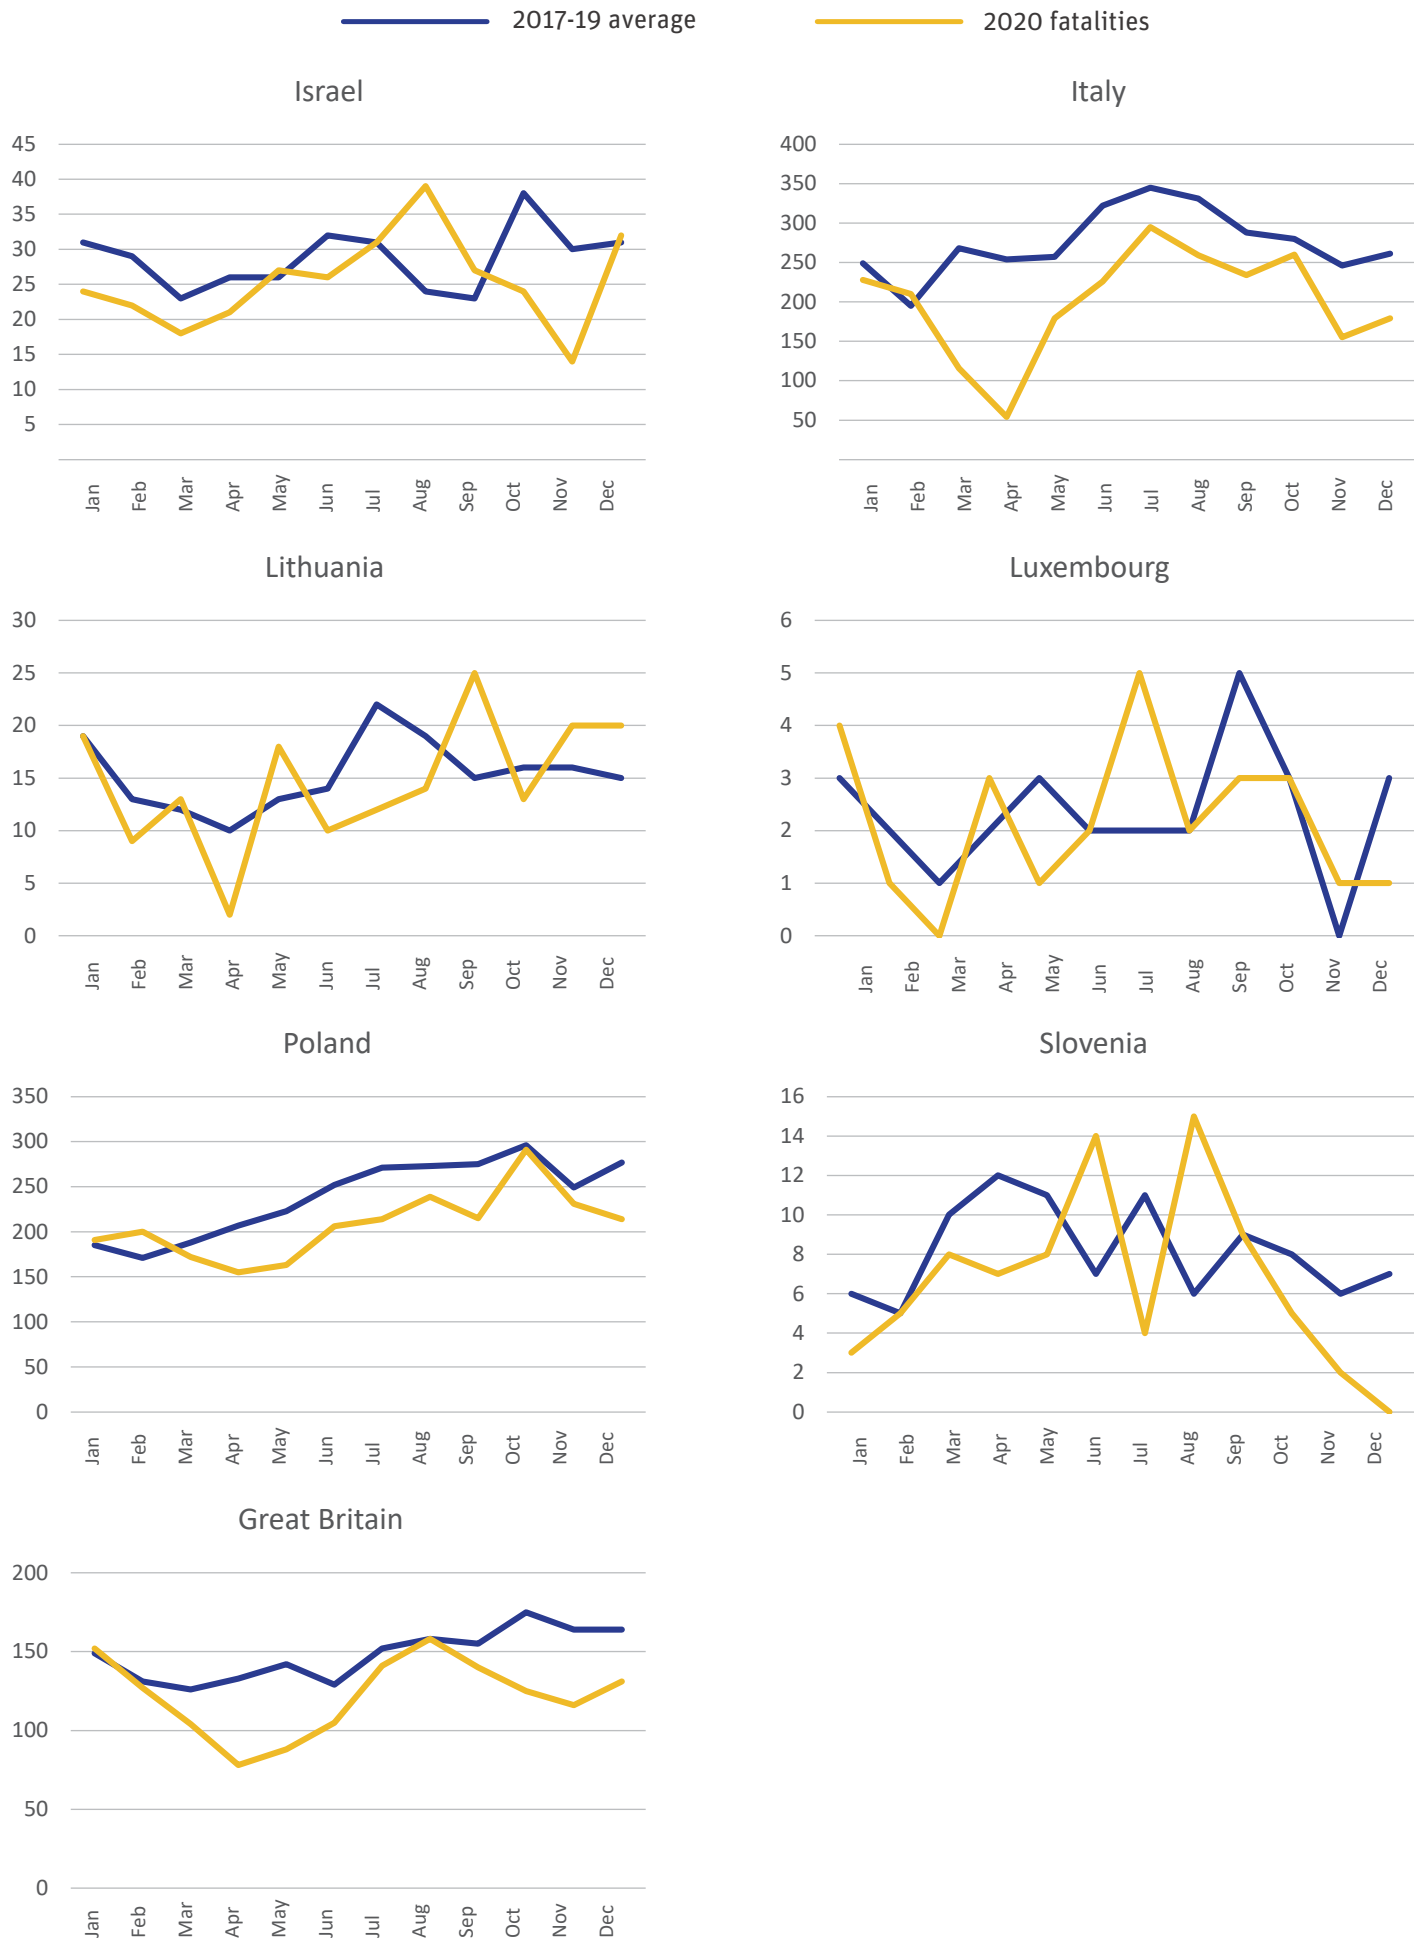 2017-19 average
2020 fatalities
Israel
45
40
35
30
25
20
15
10
5
Jan
Feb
Mar
Apr
May
Jun
Jul
Aug
Sep
Oct
Nov
Dec
Italy
400
350
300
250
200
150
100
50
Jan
Feb
Mar
Apr
May
Jun
Jul
Aug
Sep
Oct
Nov
Dec
Lithuania
30
25
20
15
10
5
0
Jan
Feb
Mar
Apr
May
Jun
Jul
Aug
Sep
Oct
Nov
Dec
Luxembourg
6
5
4
3
2
1
0
Jan
Feb
Mar
Apr
May
Jun
Jul
Aug
Sep
Oct
Nov
Dec
Poland
350
300
250
200
150
100
50
0
Jan
Feb
Mar
Apr
May
Jun
Jul
Aug
Sep
Oct
Nov
Dec
Slovenia
16
14
12
10
8
6
4
2
0
Jan
Feb
Mar
Apr
May
Jun
Jul
Aug
Sep
Oct
Nov
Dec
Great Britain
200
150
100
50
0
Jan
Feb
Mar
Apr
May
Jun
Jul
Aug
Sep
Oct
Nov
Dec